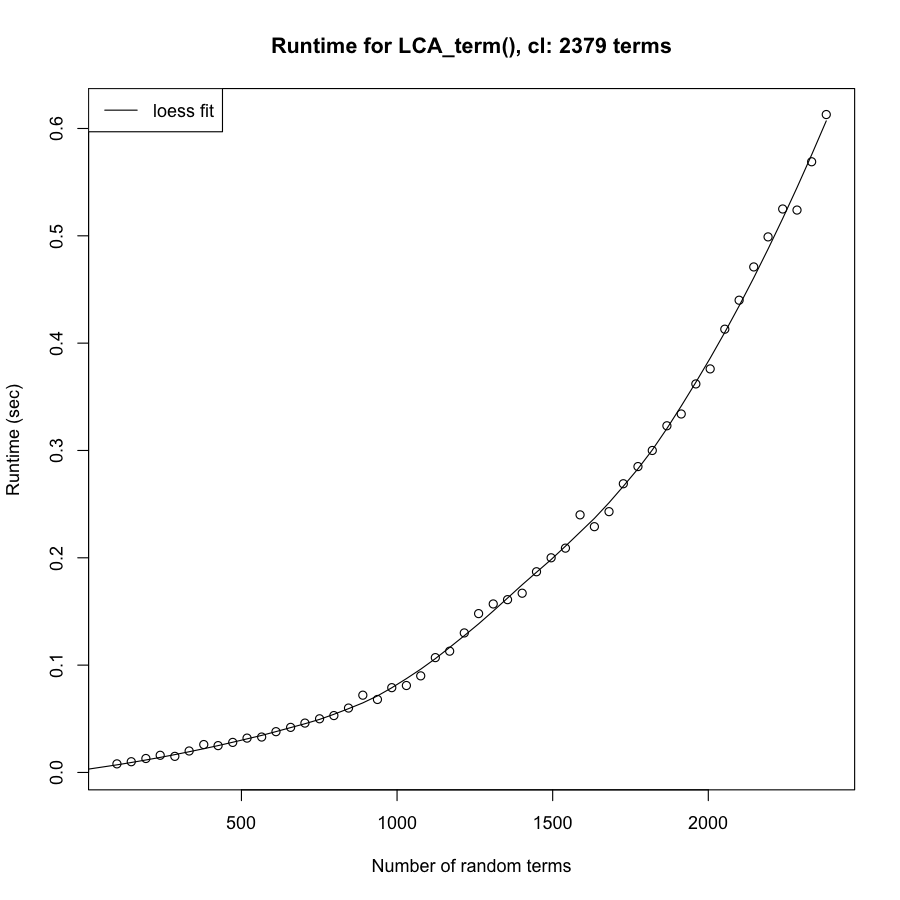 Runtime for LCA_term(), cl: 2379 terms
loess fit
0.6
0.5
0.4
0.3
0.2
0.1
0.0
Runtime (sec)
500 1000 1500 2000
Number of random terms